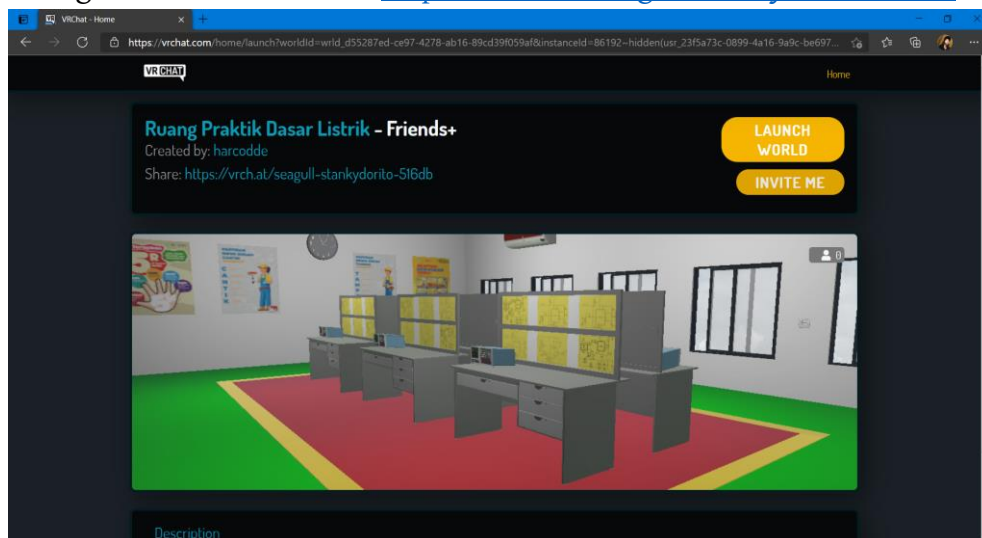 VRChat - Home
https://vrchat.com/home/launch?worldId=wrld_d55287ed-ce97-4278-ab16-89cd39f059af&instanceId=86192~hidden(usr_23f5a73c-0899-4a16-9a9c-be697...
VRCHAT
Home
Ruang Praktik Dasar Listrik - Friends+
Created by: harcodde
Share: https://vrch.at/seagull-stankydorito-516db
LAUNCH
WORLD
INVITE ME
0
Description